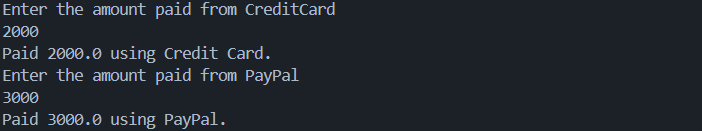 Enter the amount paid from CreditCard
2000
Paid 2000.0 using Credit Card.
Enter the amount paid from PayPal
3000
Paid 3000.0 using PayPal.